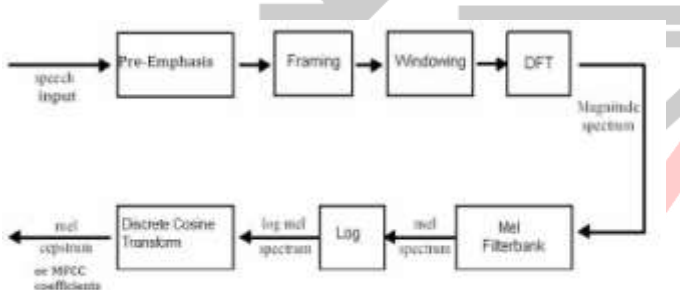 Pre-Emphasis
Framing
Windowing
DFT
speech
input
Magnitude
spectrum
mel
cepstrum
or MFCC
coefficients
Discrete Cosine
Transform
log mel
spectrum
Log
mel
spectrum
Mel
Filterbank